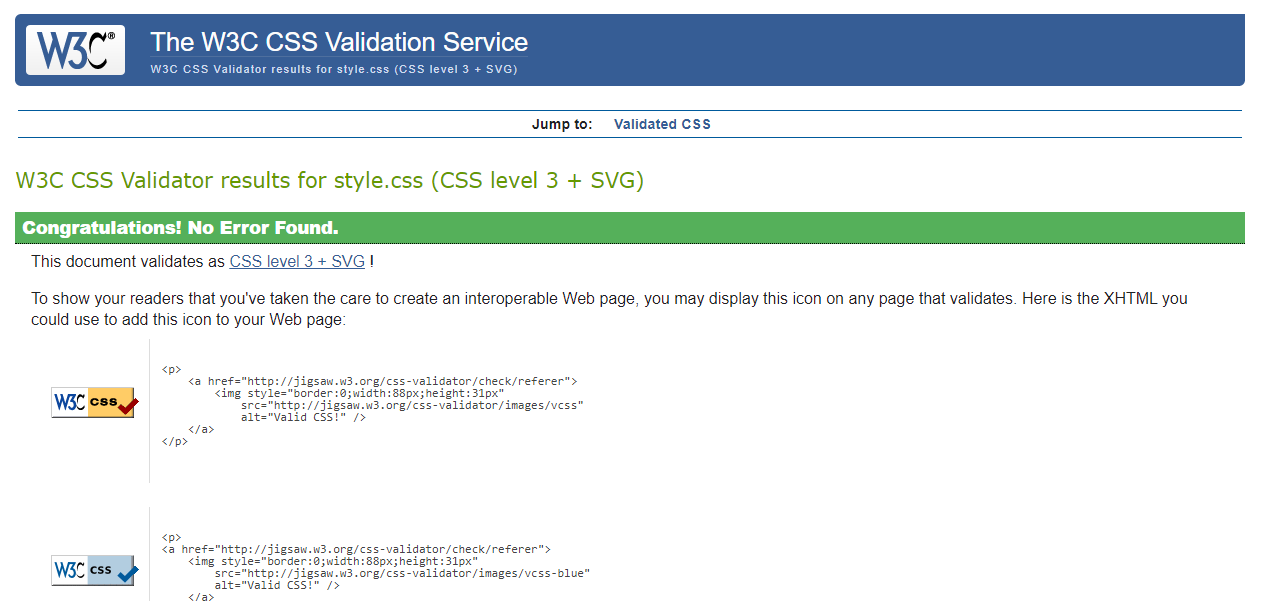 W3C®
The W3C CSS Validation Service
W3C CSS Validator results for style.css (CSS level 3 + SVG)
Jump to: Validated CSS
W3C CSS Validator results for style.css (CSS level 3 + SVG)
Congratulations! No Error Found.
This document validates as CSS level 3 + SVG !
To show your readers that you've taken the care to create an interoperable Web page, you may display this icon on any page that validates. Here is the XHTML you
could use to add this icon to your Web page:
W3C css
<p>
<a href="http://jigsaw.w3.org/css-validator/check/referer">
<img style="border:0;width:88px;height:31px"
src="http://jigsaw.w3.org/css-validator/images/vcss"
alt="Valid CSS!" />
</a>
</p>
W3C css
<p>
<a href="http://jigsaw.w3.org/css-validator/check/referer">
<img style="border:0;width:88px;height:31px"
src="http://jigsaw.w3.org/css-validator/images/vcss-blue"
alt="Valid CSS!" />
</a>